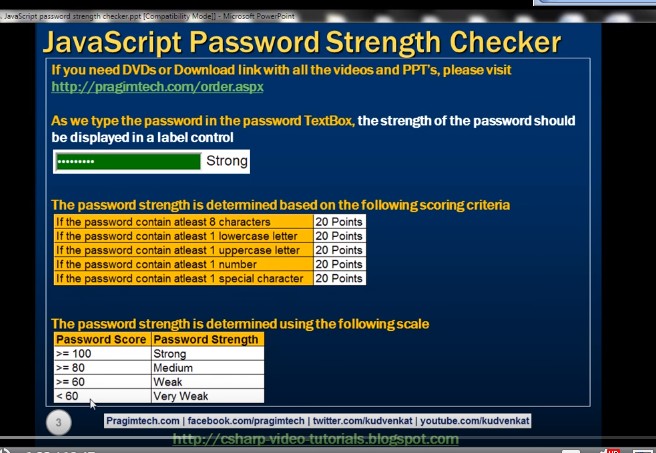 JavaScript password strength checker.ppt [Compatibility Mode]] - Microsoft PowerPoint
JavaScript Password Strength Checker
If you need DVDs or Download link with all the videos and PPT's, please visit
http://pragimtech.com/order.aspx
As we type the password in the password TextBox, the strength of the password should
be displayed in a label control
Strong
The password strength is determined based on the following scoring criteria
If the password contain atleast 8 characters 20 Points
If the password contain atleast 1 lowercase letter 20 Points
If the password contain atleast 1 uppercase letter 20 Points
If the password contain atleast 1 number 20 Points
If the password contain atleast 1 special character 20 Points
The password strength is determined using the following scale
Password Score Password Strength
>= 100 Strong
>= 80 Medium
>= 60 Weak
< 60 Very Weak
3
Pragimtech.com | facebook.com/pragimtech | twitter.com/kudvenkat | youtube.com/kudvenkat
http://csharp-video-tutorials.blogspot.com